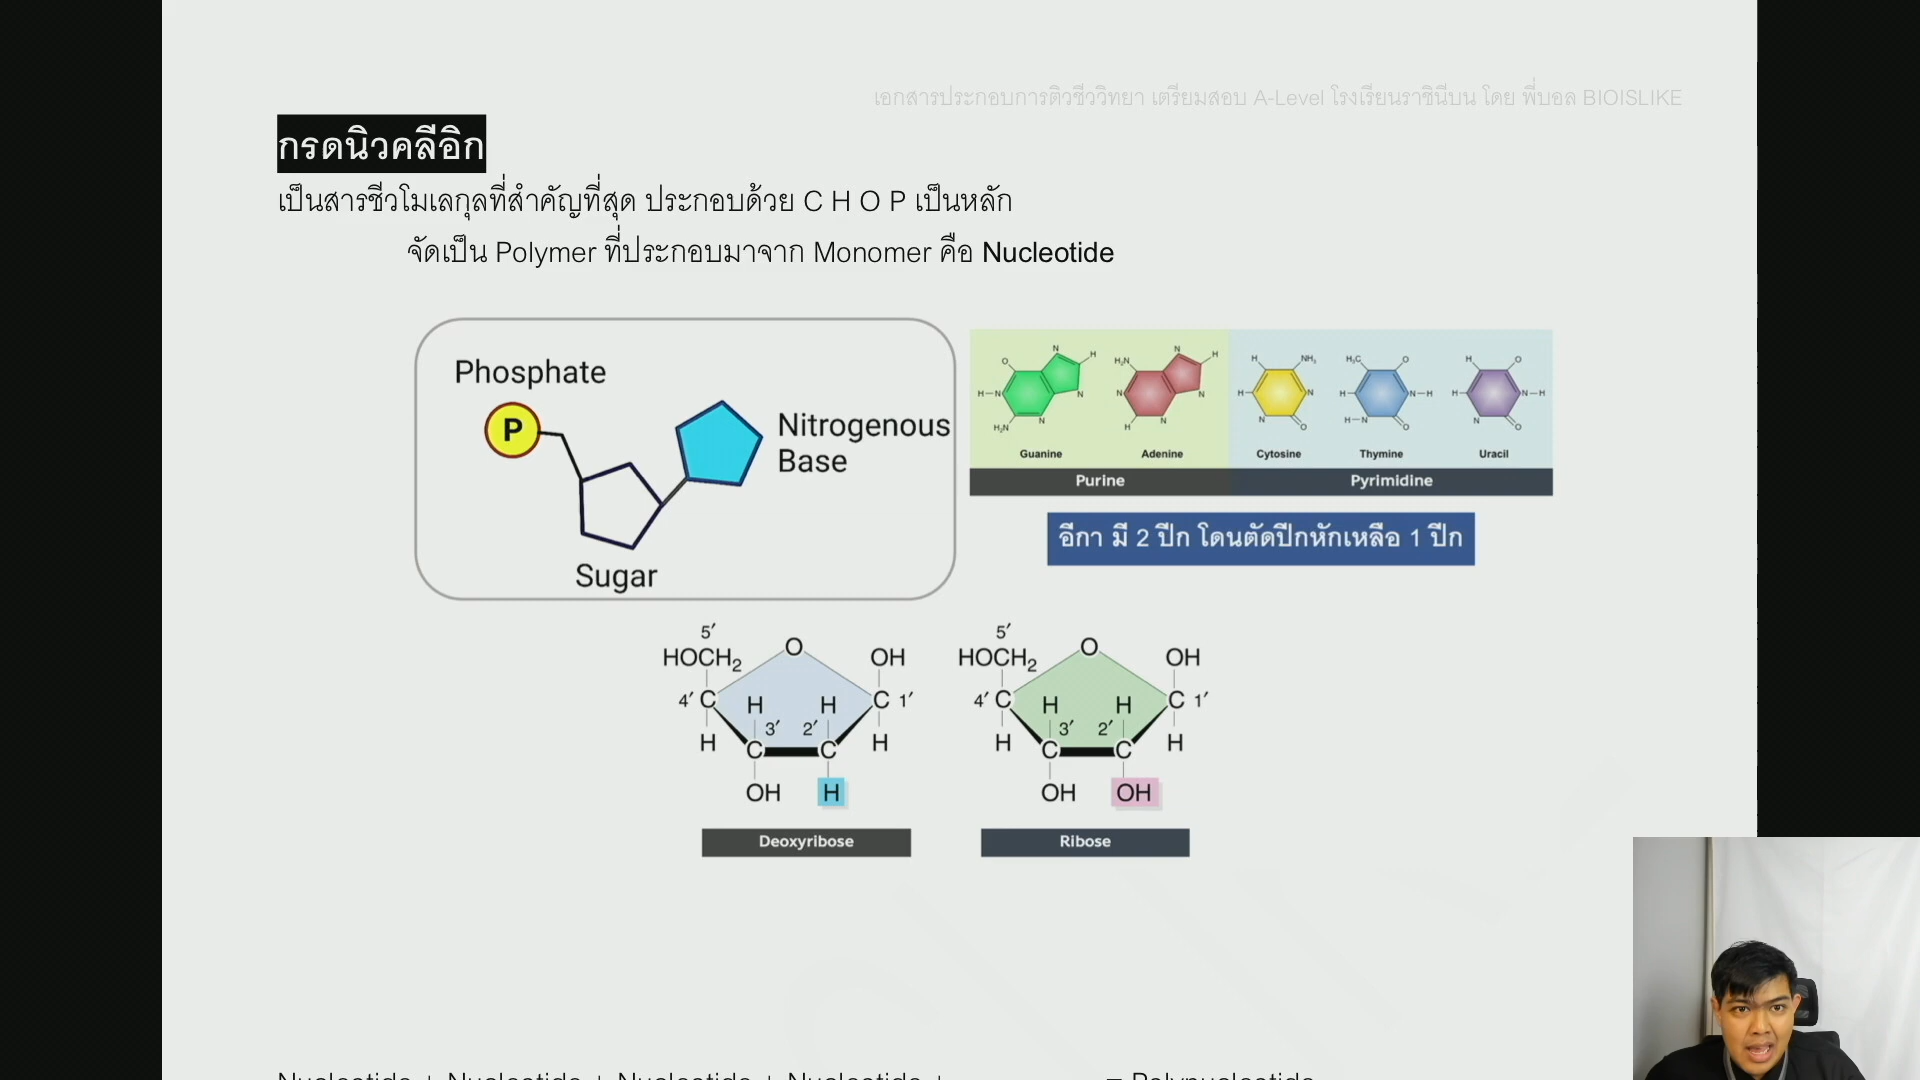 เอกสารประกอบการติวชีววิทยา เตรียมสอบ A-Level โรงเรียนราชินีบน โดย พี่บอล BIOISLIKE
กรดนิวคลีอิก
เป็นสารชีวโมเลกุลที่สำคัญที่สุด ประกอบด้วย C H O P เป็นหลัก
จัดเป็น Polymer ที่ประกอบมาจาก Monomer คือ Nucleotide
Phosphate
P
Nitrogenous
Base
Sugar
O N H H–N N H₂N N
H₂N N H N N N H
H NH₂ H N N O
H₃C O H N–H H–N O
H O H N–H N O
Guanine Adenine Cytosine Thymine Uracil
Purine Pyrimidine
อีกา มี 2 ปีก โดนตัดปีกหักเหลือ 1 ปีก
5′ O OH
HOCH₂
4′ C H H C 1′
3′ 2′
H C C H
OH H
Deoxyribose
5′ O OH
HOCH₂
4′ C H H C 1′
3′ 2′
H C C H
OH OH
Ribose
Nucleotide + Nucleotide + Nucleotide + Nucleotide + = Polynucleotide